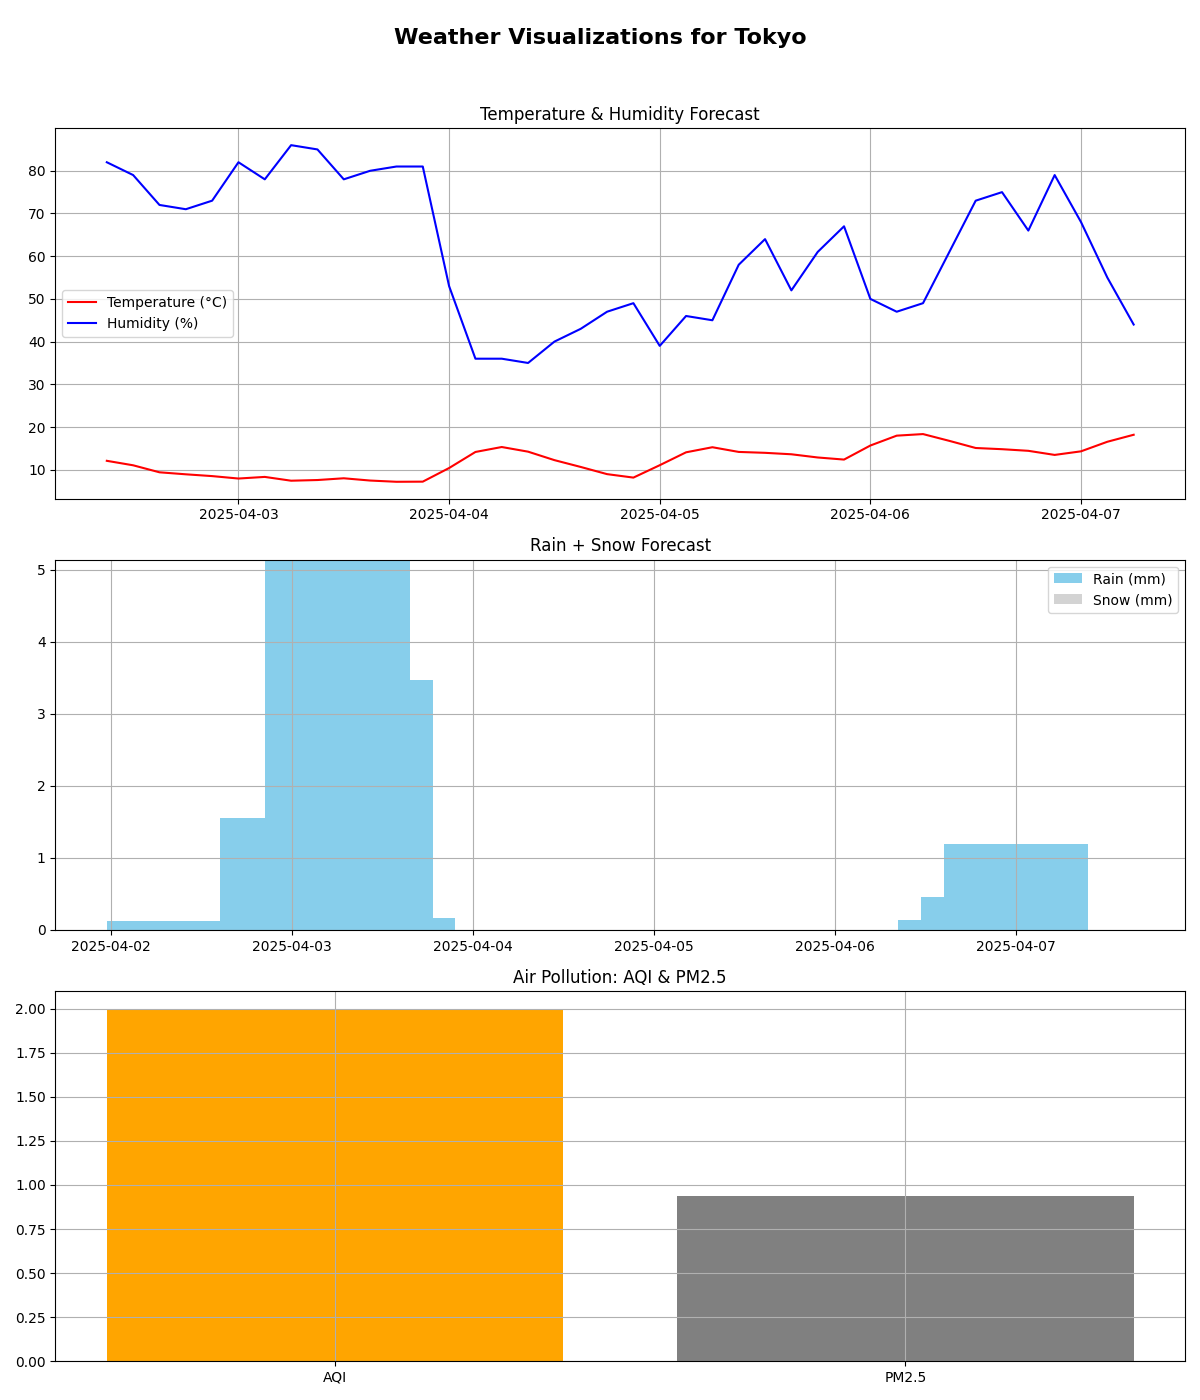 Weather Visualizations for Tokyo
Temperature & Humidity Forecast
80
70
60
50
40
30
20
10
Temperature (°C)
Humidity (%)
2025-04-03 2025-04-04 2025-04-05 2025-04-06 2025-04-07
Rain + Snow Forecast
5
4
3
2
1
0
Rain (mm)
Snow (mm)
2025-04-02 2025-04-03 2025-04-04 2025-04-05 2025-04-06 2025-04-07
Air Pollution: AQI & PM2.5
2.00
1.75
1.50
1.25
1.00
0.75
0.50
0.25
0.00
AQI PM2.5